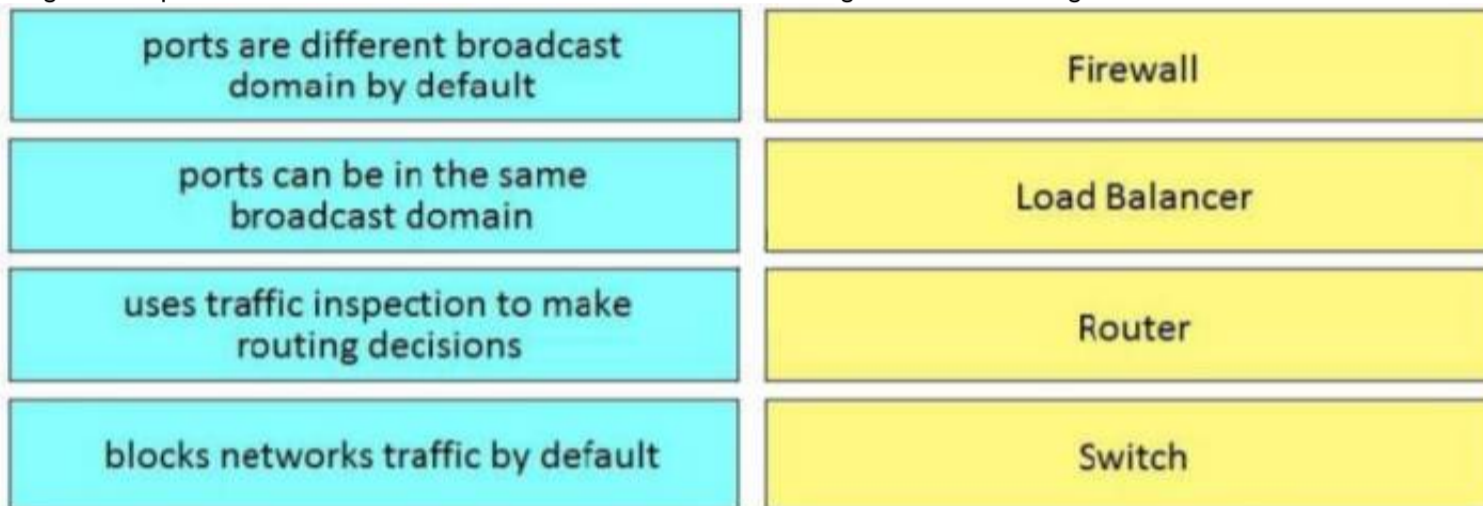 ports are different broadcast
domain by default
Firewall
ports can be in the same
broadcast domain
Load Balancer
uses traffic inspection to make
routing decisions
Router
blocks networks traffic by default
Switch